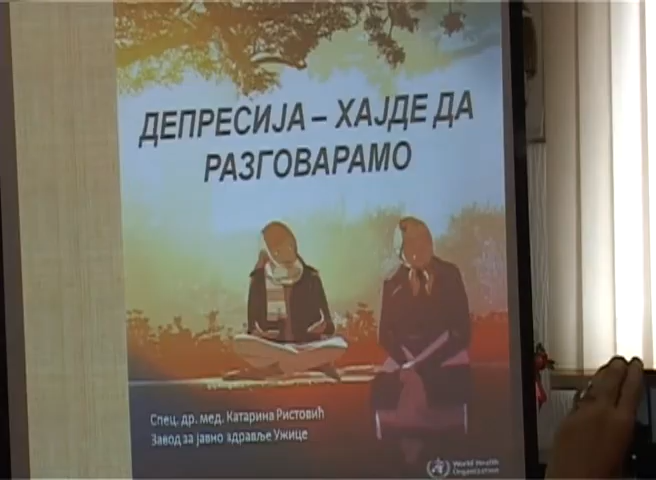 ДЕПРЕСИЈА – ХАЈДЕ ДА
РАЗГОВАРАМО
Спец. др. мед. Катарина Ристовић
Завод за јавно здравље Ужице
World Health
Organization